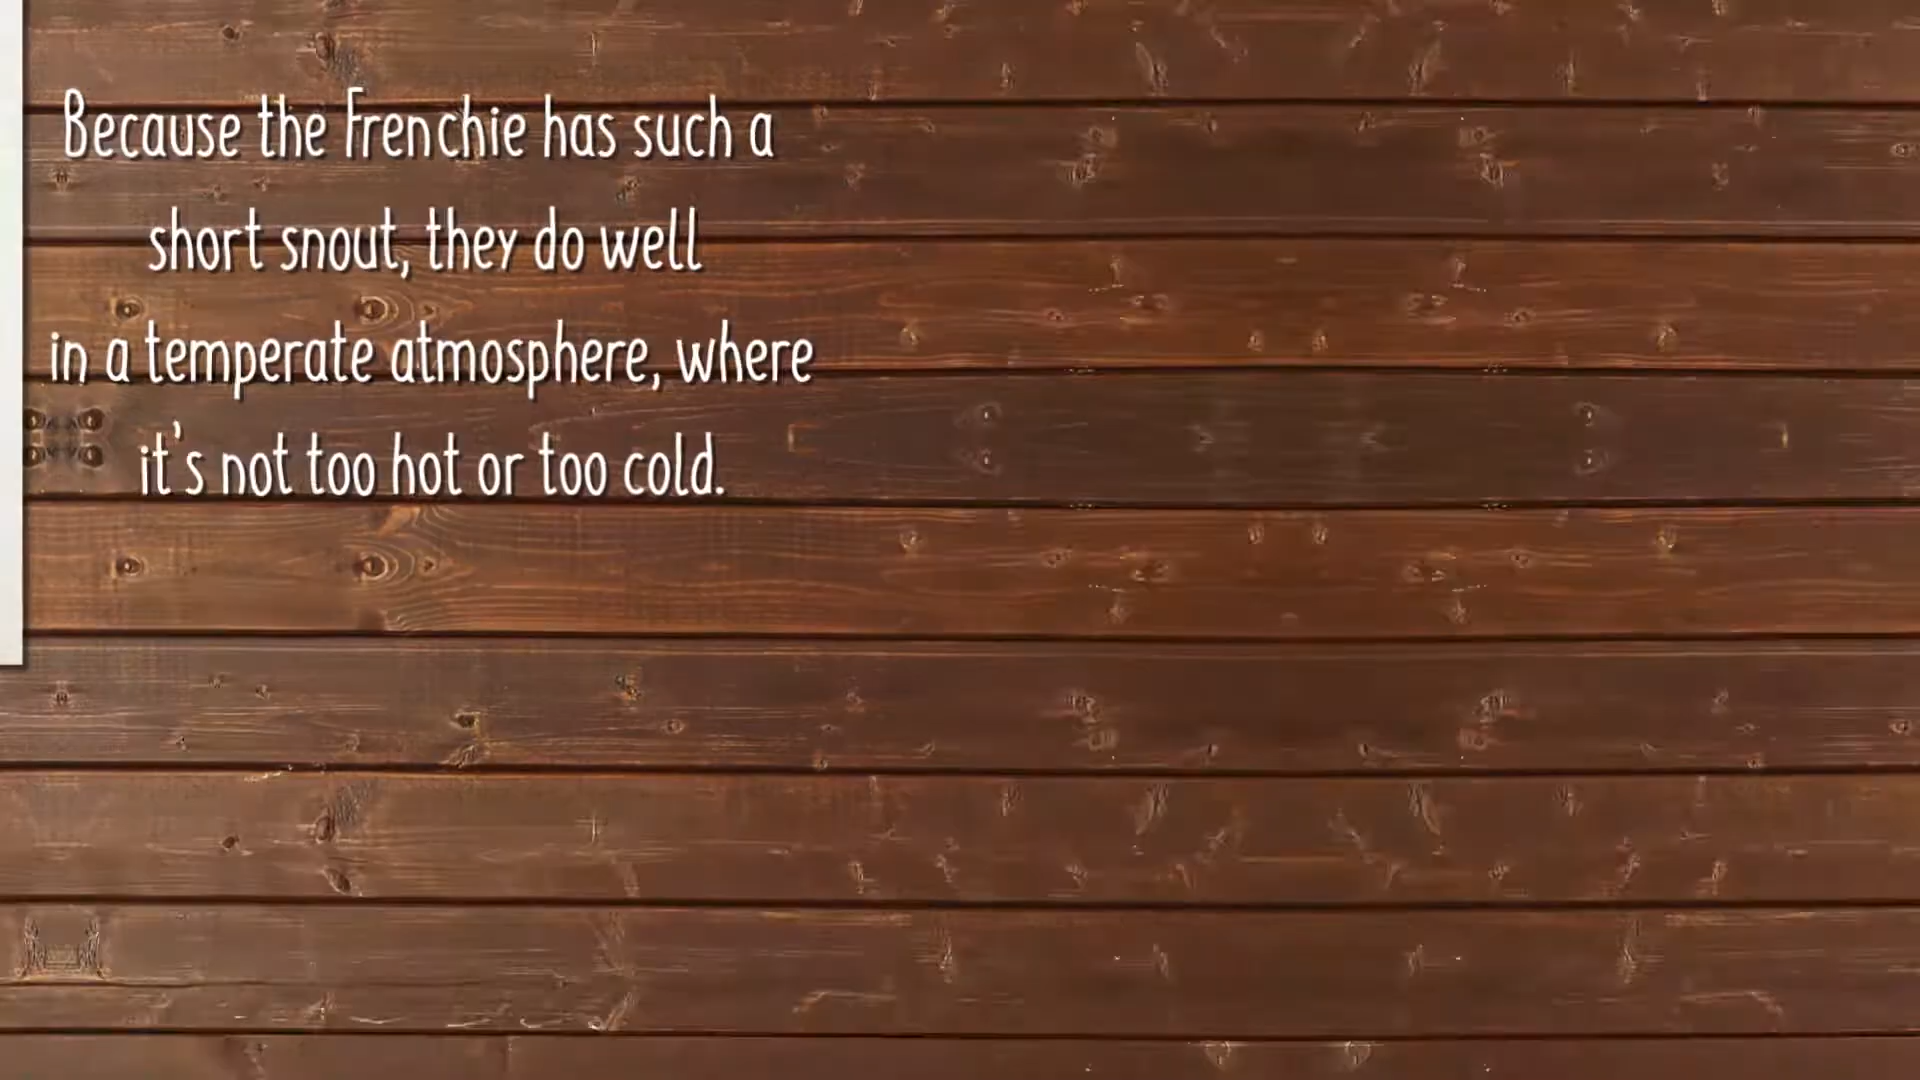 Because the Frenchie has such a
short snout, they do well
in a temperate atmosphere, where
it's not too hot or too cold.